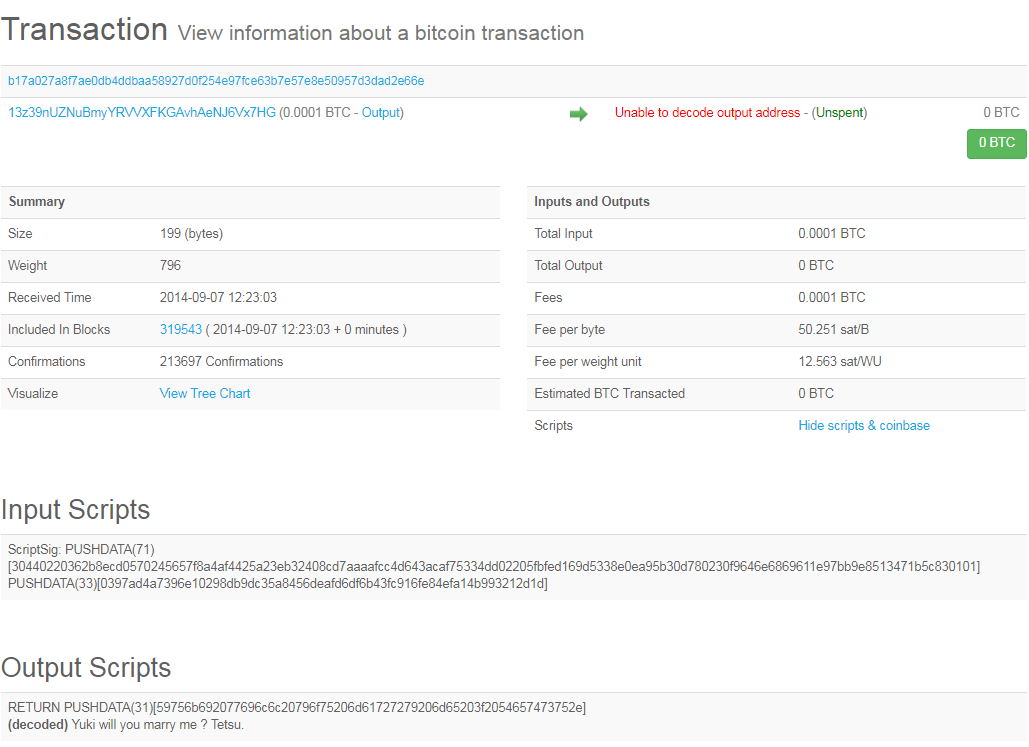 Transaction View information about a bitcoin transaction
b17a027a8f7ae0db4ddbaa58927d0f254e97fce63b7e57e8e50957d3dad2e66e
13z39nUZNuBmyYRVVXFKGAvhAeNJ6Vx7HG (0.0001 BTC - Output) Unable to decode output address - (Unspent) 0 BTC
0 BTC
Summary
Size 199 (bytes)
Weight 796
Received Time 2014-09-07 12:23:03
Included In Blocks 319543 ( 2014-09-07 12:23:03 + 0 minutes )
Confirmations 213697 Confirmations
Visualize View Tree Chart
Inputs and Outputs
Total Input 0.0001 BTC
Total Output 0 BTC
Fees 0.0001 BTC
Fee per byte 50.251 sat/B
Fee per weight unit 12.563 sat/WU
Estimated BTC Transacted 0 BTC
Scripts Hide scripts & coinbase
Input Scripts
ScriptSig: PUSHDATA(71)
[30440220362b8ecd0570245657f8a4af4425a23eb32408cd7aaaafcc4d643acaf75334dd02205fbfed169d5338e0ea95b30d780230f9646e6869611e97bb9e8513471b5c830101]
PUSHDATA(33)[0397ad4a7396e10298db9dc35a8456deafd6df6b43fc916fe84efa14b993212d1d]
Output Scripts
RETURN PUSHDATA(31)[59756b692077696c6c20796f75206d61727279206d65203f2054657473752e]
(decoded) Yuki will you marry me ? Tetsu.